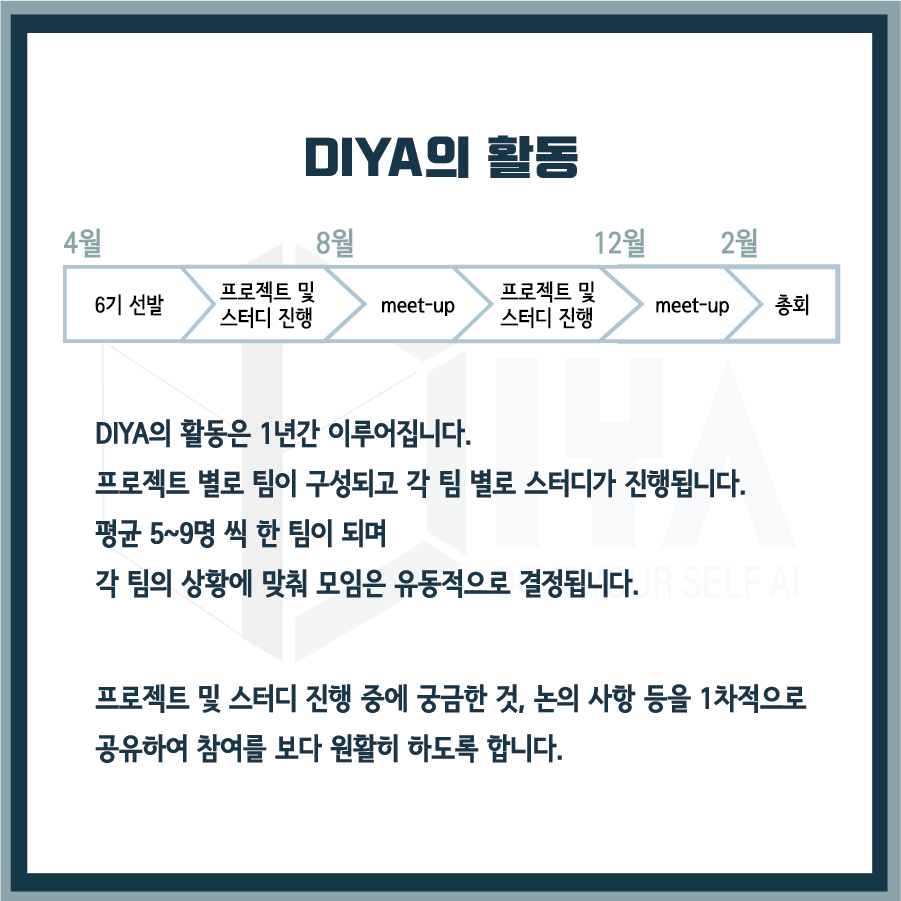 DIYA의 활동
4월 8월 12월 2월
6기 선발
프로젝트 및
스터디 진행
meet-up
프로젝트 및
스터디 진행
meet-up
총회
DIYA의 활동은 1년간 이루어집니다.
프로젝트 별로 팀이 구성되고 각 팀 별로 스터디가 진행됩니다.
평균 5~9명 씩 한 팀이 되며
각 팀의 상황에 맞춰 모임은 유동적으로 결정됩니다.
프로젝트 및 스터디 진행 중에 궁금한 것, 논의 사항 등을 1차적으로
공유하여 참여를 보다 원활히 하도록 합니다.
DIYA
SELF AI